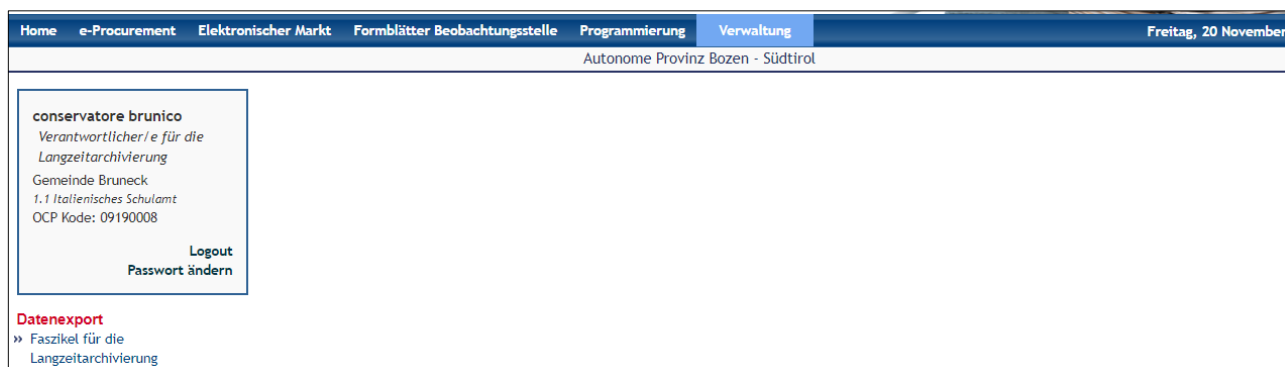 Home e-Procurement Elektronischer Markt Formblätter Beobachtungsstelle Programmierung Verwaltung Freitag, 20 November
Autonome Provinz Bozen - Südtirol
conservatore brunico
Verantwortlicher/e für die
Langzeitarchivierung
Gemeinde Bruneck
1.1 Italienisches Schulamt
OCP Kode: 09190008
Logout
Passwort ändern
Datenexport
» Faszikel für die
Langzeitarchivierung